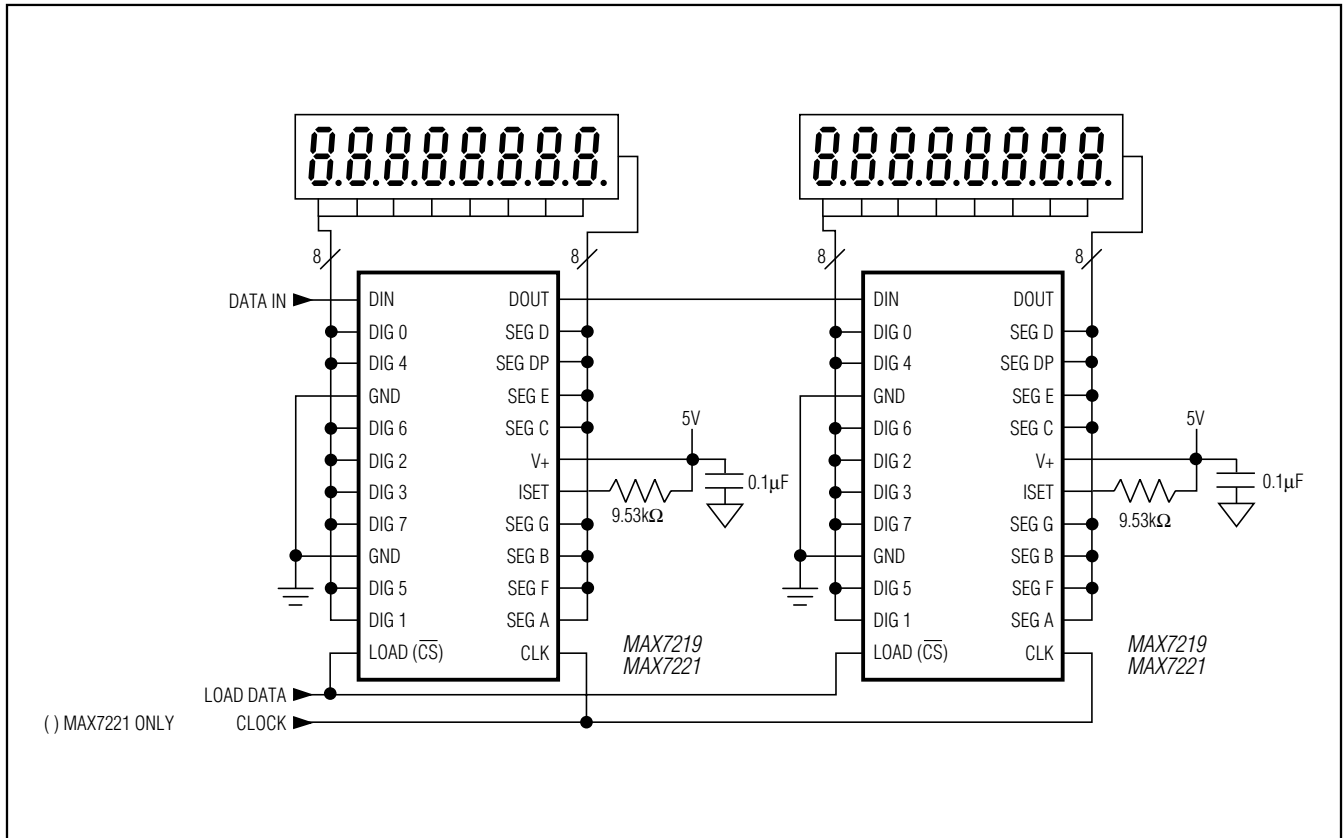 8.8.8.8.8.8.8.8. 8.8.8.8.8.8.8.8.
8 8 8 8
DATA IN DIN DOUT DIN DOUT
DIG 0 SEG D DIG 0 SEG D
DIG 4 SEG DP DIG 4 SEG DP
GND SEG E GND SEG E
DIG 6 SEG C 5V DIG 6 SEG C 5V
DIG 2 V+ DIG 2 V+
DIG 3 ISET 0.1μF DIG 3 ISET 0.1μF
9.53kΩ 9.53kΩ
DIG 7 SEG G DIG 7 SEG G
GND SEG B GND SEG B
DIG 5 SEG F DIG 5 SEG F
DIG 1 SEG A DIG 1 SEG A
LOAD (C̅S̅) CLK MAX7219 LOAD (C̅S̅) CLK MAX7219
MAX7221 MAX7221
LOAD DATA
( ) MAX7221 ONLY CLOCK